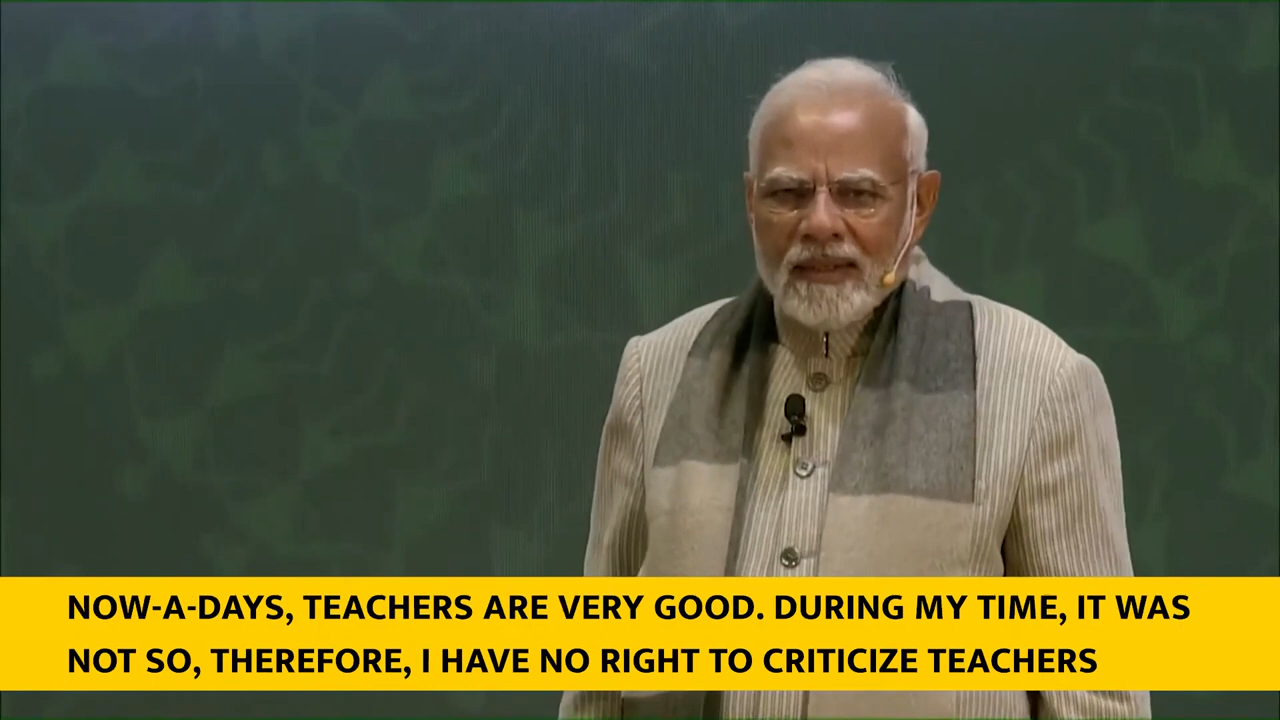 NOW-A-DAYS, TEACHERS ARE VERY GOOD. DURING MY TIME, IT WAS
NOT SO, THEREFORE, I HAVE NO RIGHT TO CRITICIZE TEACHERS